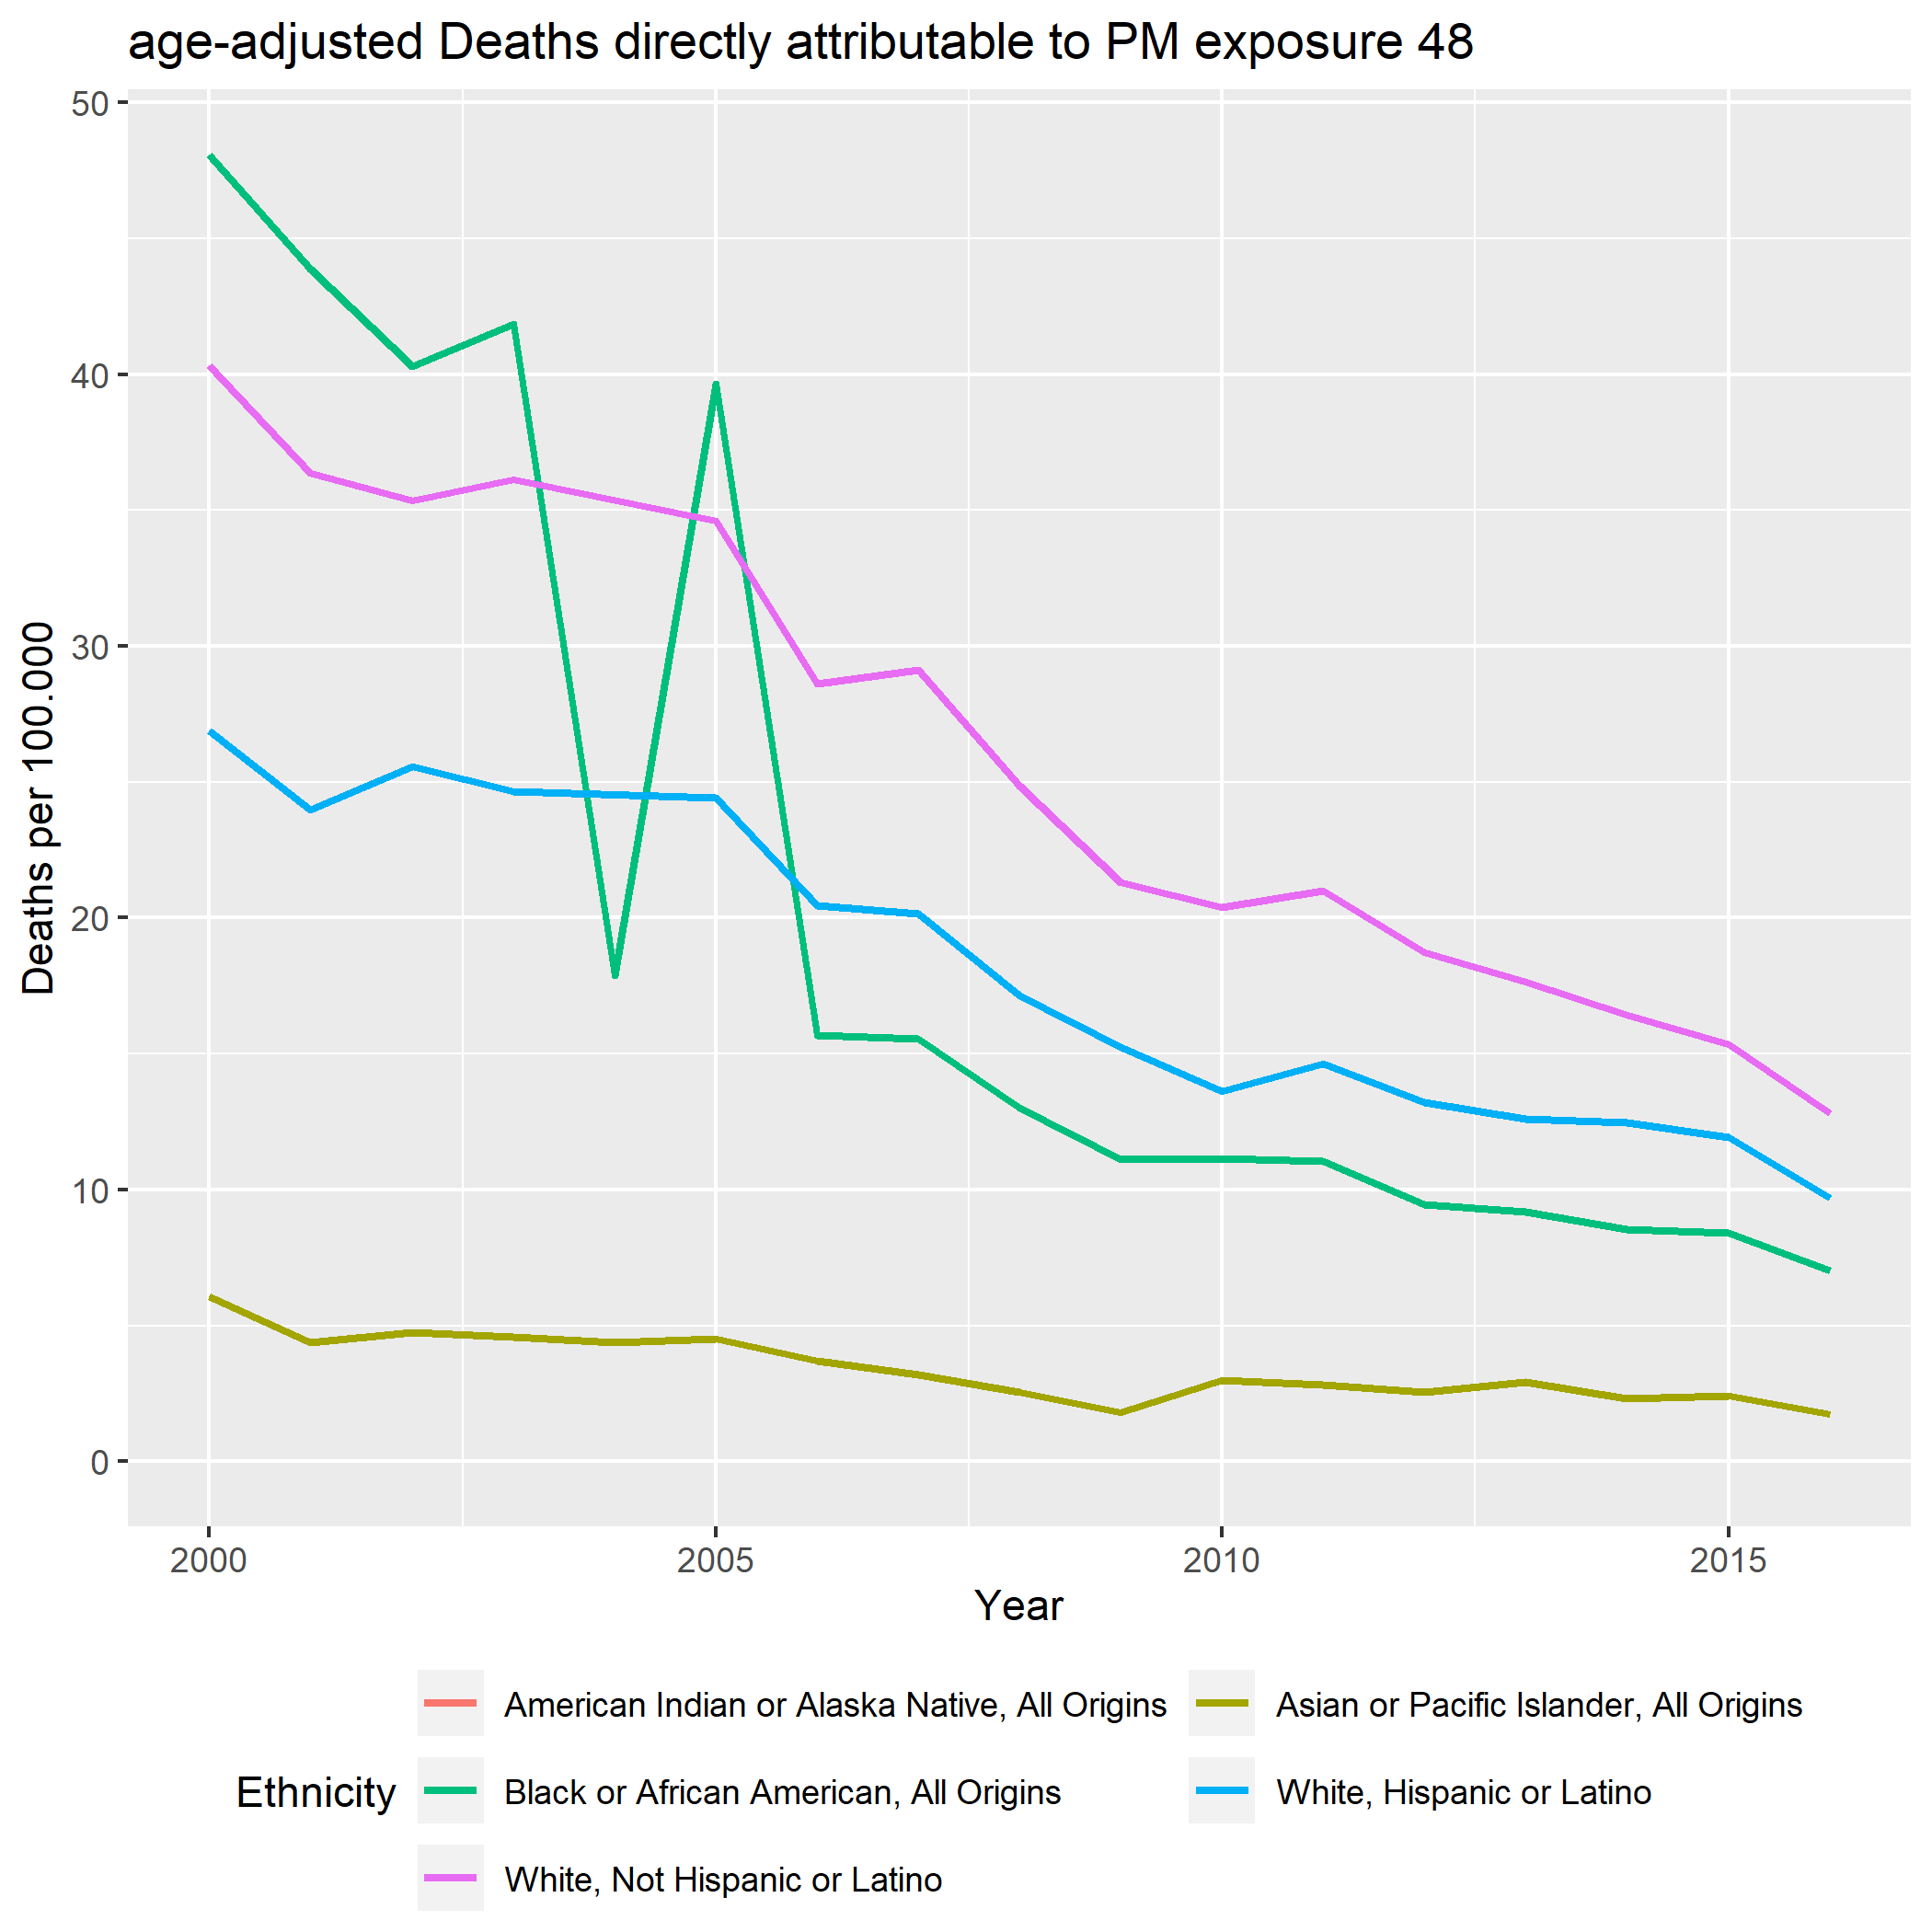 age-adjusted Deaths directly attributable to PM exposure 48
50
40
30
20
10
0
Deaths per 100.000
2000 2005 2010 2015
Year
Ethnicity
American Indian or Alaska Native, All Origins
Asian or Pacific Islander, All Origins
Black or African American, All Origins
White, Hispanic or Latino
White, Not Hispanic or Latino